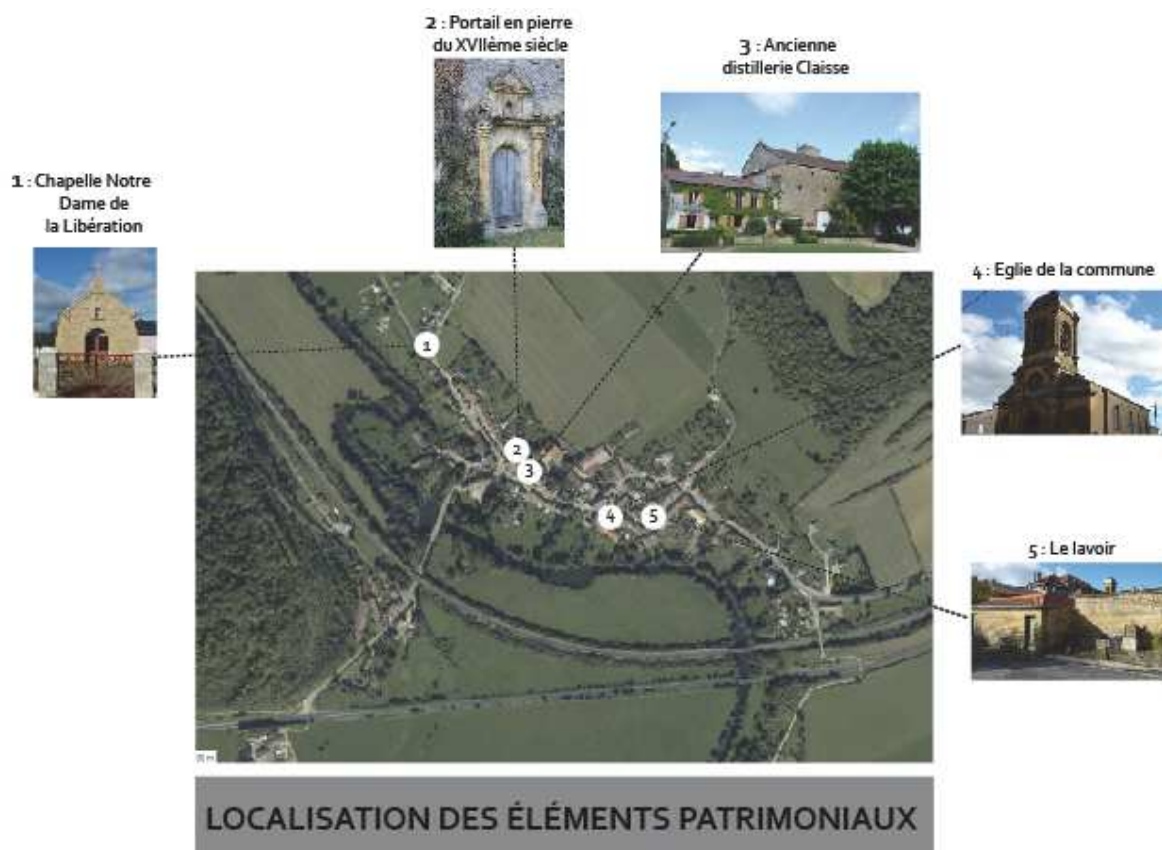 2 : Portail en pierre
du XVIIème siècle
3 : Ancienne
distillerie Claisse
1 : Chapelle Notre
Dame de
la Libération
4 : Eglie de la commune
1
2
3
4
5
5 : Le lavoir
LOCALISATION DES ÉLÉMENTS PATRIMONIAUX